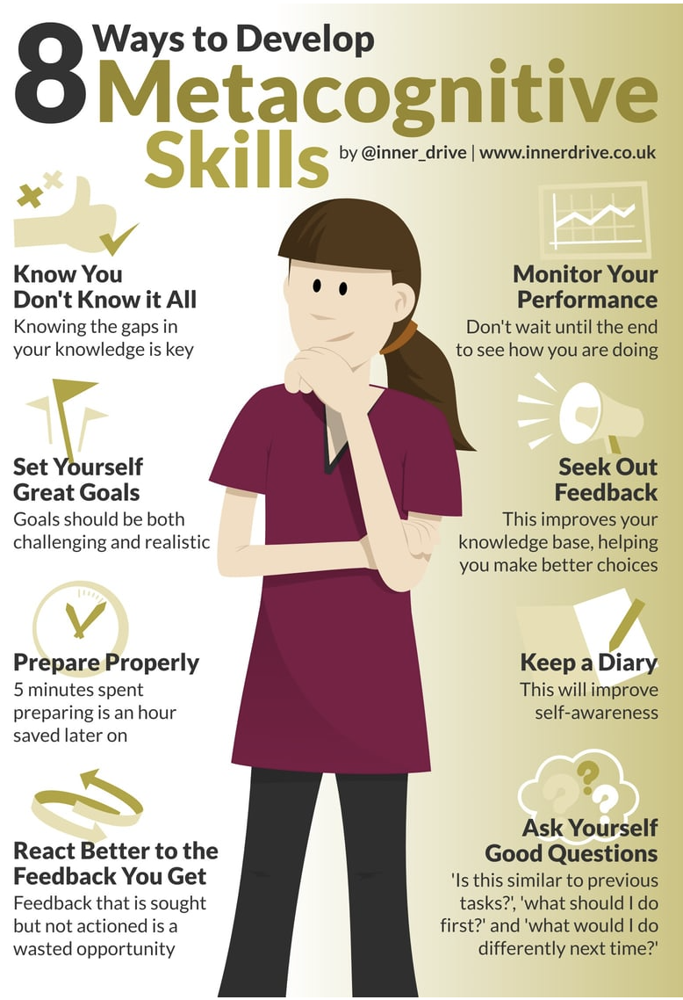 8 Ways to Develop
Metacognitive
Skills
by @inner_drive | www.innerdrive.co.uk
Know You
Don't Know it All
Knowing the gaps in
your knowledge is key
Set Yourself
Great Goals
Goals should be both
challenging and realistic
Prepare Properly
5 minutes spent
preparing is an hour
saved later on
React Better to the
Feedback You Get
Feedback that is sought
but not actioned is a
wasted opportunity
Monitor Your
Performance
Don't wait until the end
to see how you are doing
Seek Out
Feedback
This improves your
knowledge base, helping
you make better choices
Keep a Diary
This will improve
self-awareness
? ? ?
Ask Yourself
Good Questions
'Is this similar to previous
tasks?', 'what should I do
first?' and 'what would I do
differently next time?'